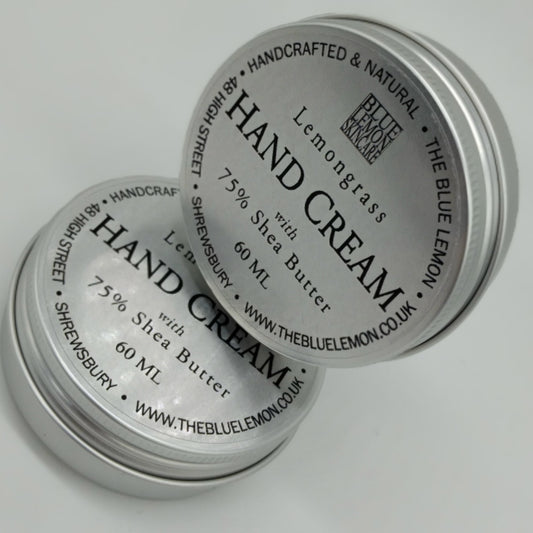 • HANDCRAFTED & NATURAL • THE BLUE LEMON • WWW.THEBLUELEMON.CO.UK • SHREWSBURY • 48 HIGH STREET
BLUE
LEMON
SKINCARE
Lemongrass
HAND CREAM
with
75% Shea Butter
60 ML
HANDCRAFTED
• WWW.THEBLUELEMON.CO.UK • SHREWSBURY • 48 HIGH STREET •
HAND CREAM
with
75% Shea Butter
60 ML